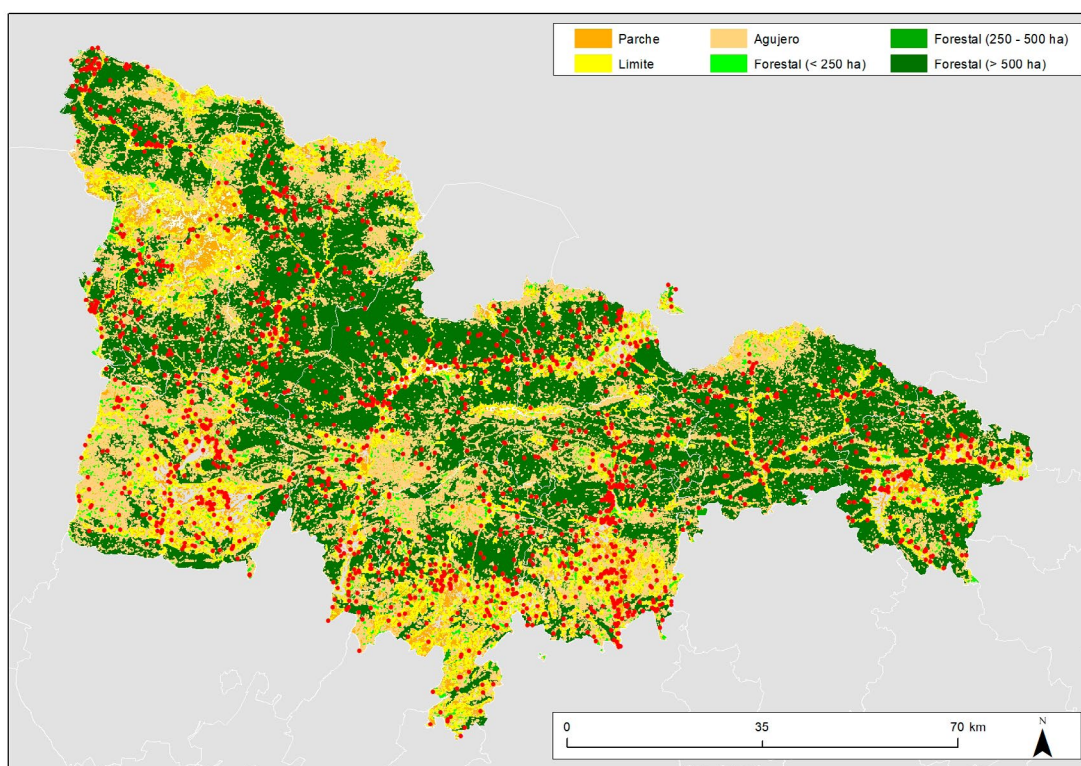 Parche Agujero Forestal (250 - 500 ha)
Limite Forestal (< 250 ha) Forestal (> 500 ha)
0 35 70 km
N